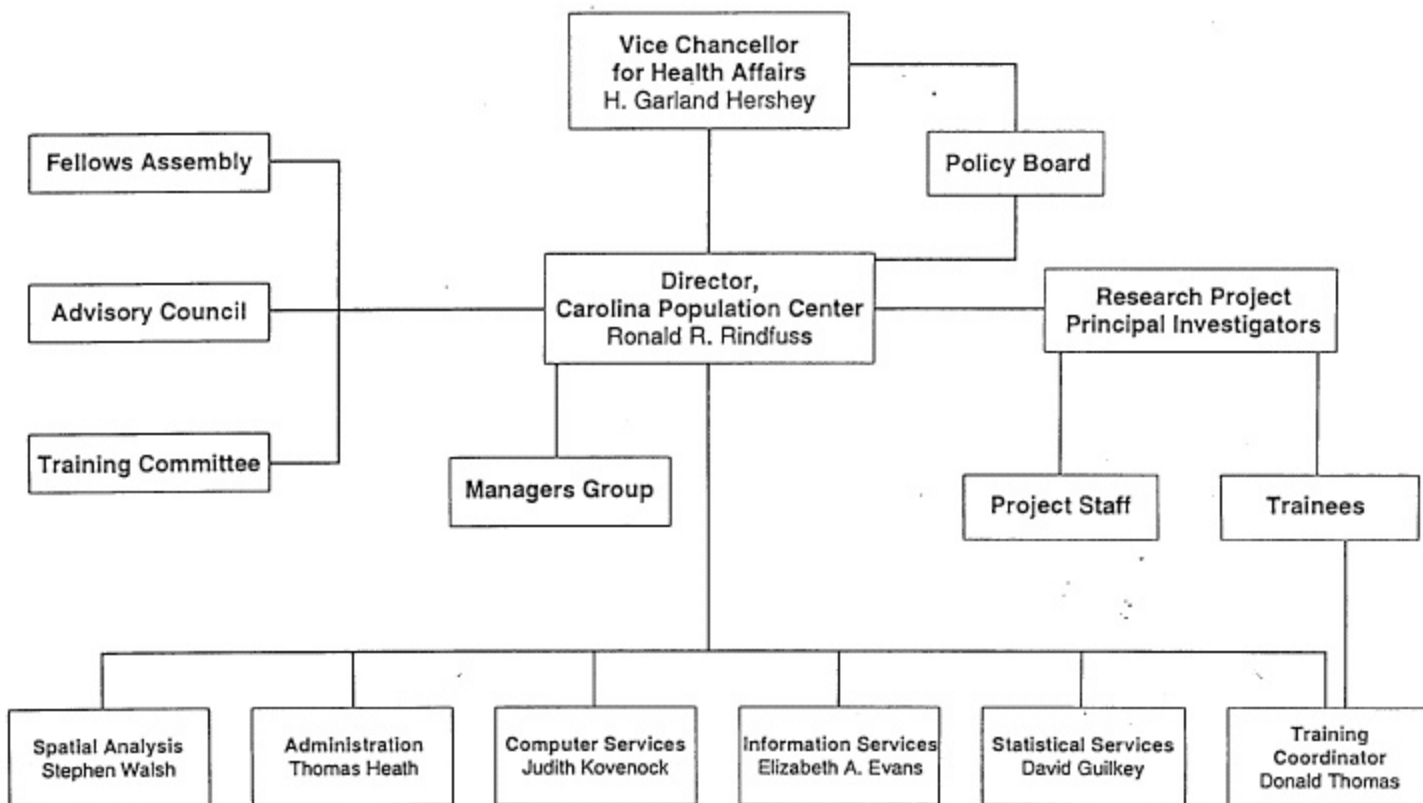 Vice Chancellor
for Health Affairs
H. Garland Hershey
Fellows Assembly
Policy Board
Advisory Council
Director,
Carolina Population Center
Ronald R. Rindfuss
Research Project
Principal Investigators
Training Committee
Managers Group
Project Staff
Trainees
Spatial Analysis
Stephen Walsh
Administration
Thomas Heath
Computer Services
Judith Kovenock
Information Services
Elizabeth A. Evans
Statistical Services
David Guilkey
Training
Coordinator
Donald Thomas